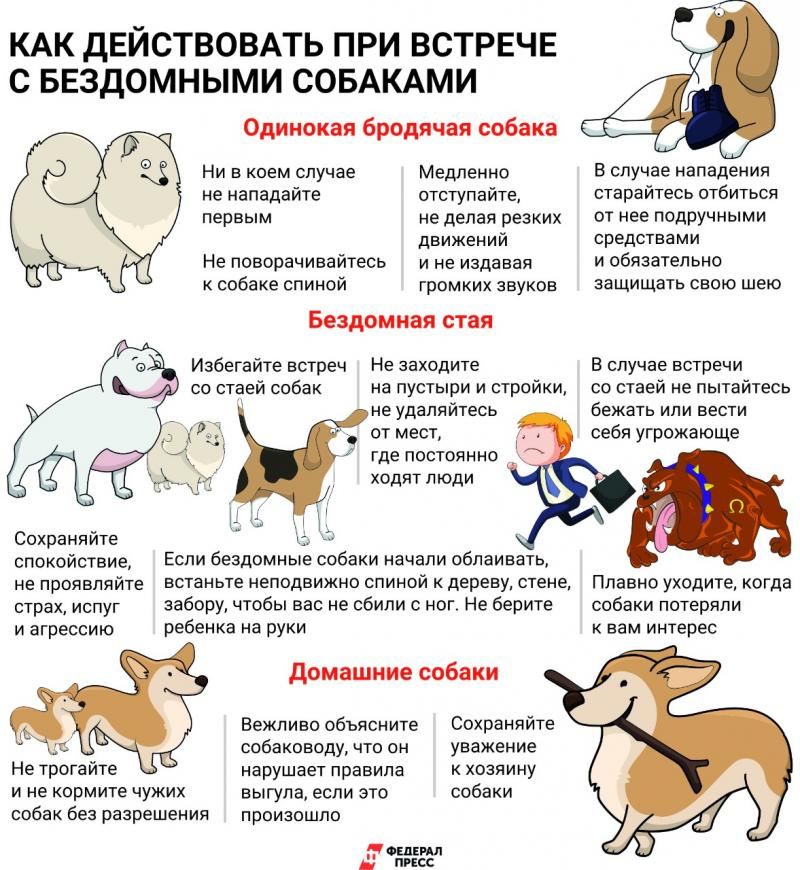 КАК ДЕЙСТВОВАТЬ ПРИ ВСТРЕЧЕ
С БЕЗДОМНЫМИ СОБАКАМИ
Одинокая бродячая собака
Ни в коем случае
не нападайте
первым
Не поворачивайтесь
к собаке спиной
Медленно
отступайте,
не делая резких
движений
и не издавая
громких звуков
В случае нападения
старайтесь отбиться
от нее подручными
средствами
и обязательно
защищать свою шею
Бездомная стая
Избегайте встреч
со стаей собак
Не заходите
на пустыри и стройки,
не удаляйтесь
от мест,
где постоянно
ходят люди
В случае встречи
со стаей не пытайтесь
бежать или вести
себя угрожающе
Сохраняйте
спокойствие,
не проявляйте
страх, испуг
и агрессию
Если бездомные собаки начали облаивать,
встаньте неподвижно спиной к дереву, стене,
забору, чтобы вас не сбили с ног. Не берите
ребенка на руки
Плавно уходите, когда
собаки потеряли
к вам интерес
Домашние собаки
Не трогайте
и не кормите чужих
собак без разрешения
Вежливо объясните
собаководу, что он
нарушает правила
выгула, если это
произошло
Сохраняйте
уважение
к хозяину
собаки
ФЕДЕРАЛ
ПРЕСС